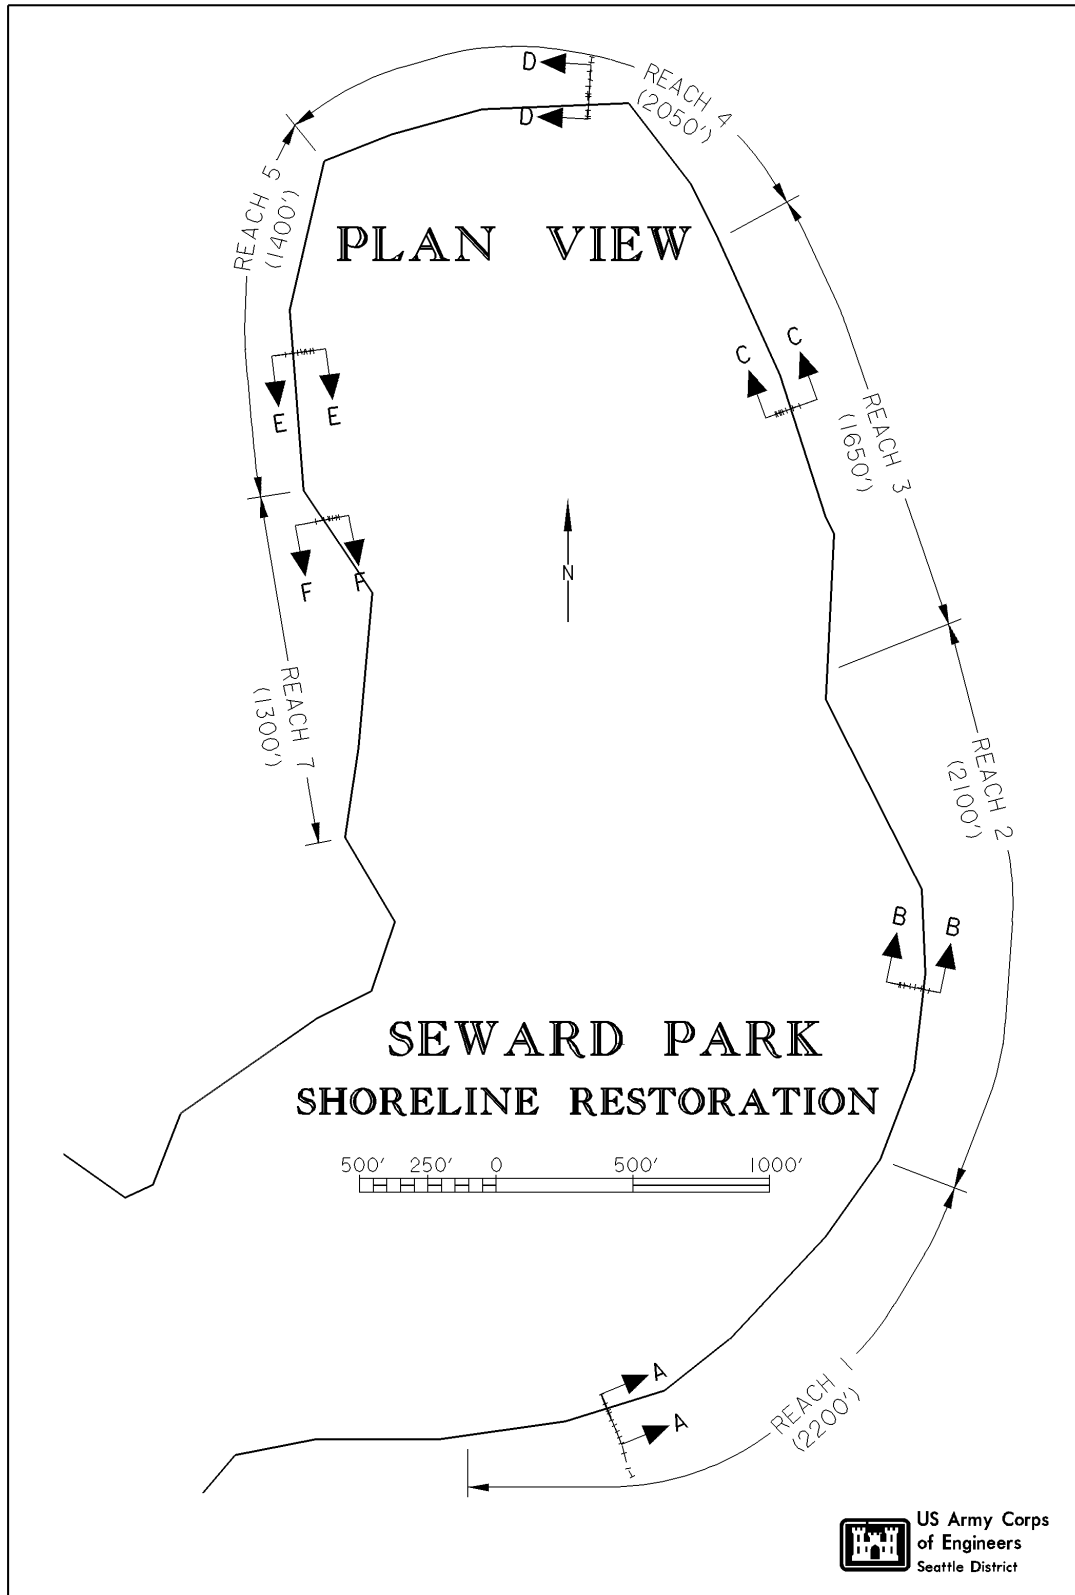 D
D
REACH 4
(2050')
REACH 5
(1400')
PLAN VIEW
C
C
E
E
REACH 3
(1650')
N
F
F
REACH 7
(1300')
REACH 2
(2100')
B
B
SEWARD PARK
SHORELINE RESTORATION
500' 250' 0 500' 1000'
A
A
REACH 1
(2200')
US Army Corps
of Engineers
Seattle District